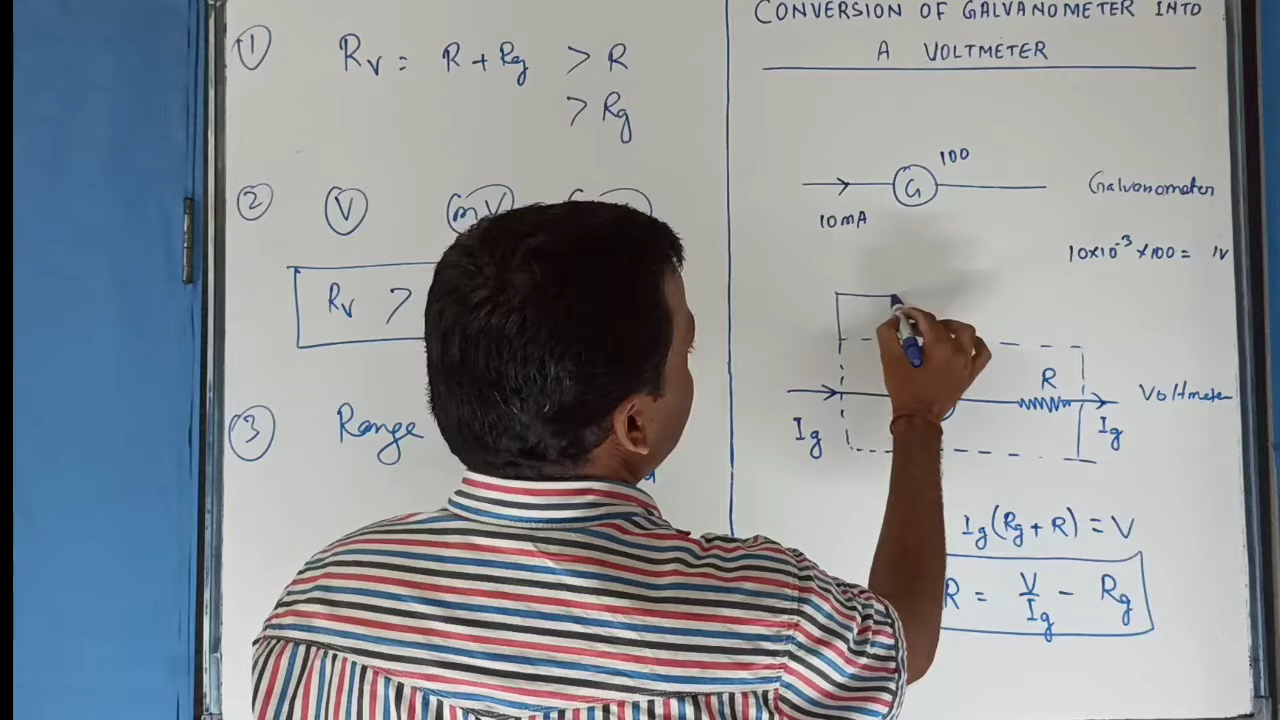 ① Rv = R + Rg > R
> Rg
② V mV
Rv >
③ Range
CONVERSION OF GALVANOMETER INTO
A VOLTMETER
100
G
Galvanometer
10mA
10×10⁻³×100 = 1V
R
Voltmeter
Ig Ig
Ig(Rg + R) = V
R = V/Ig − Rg